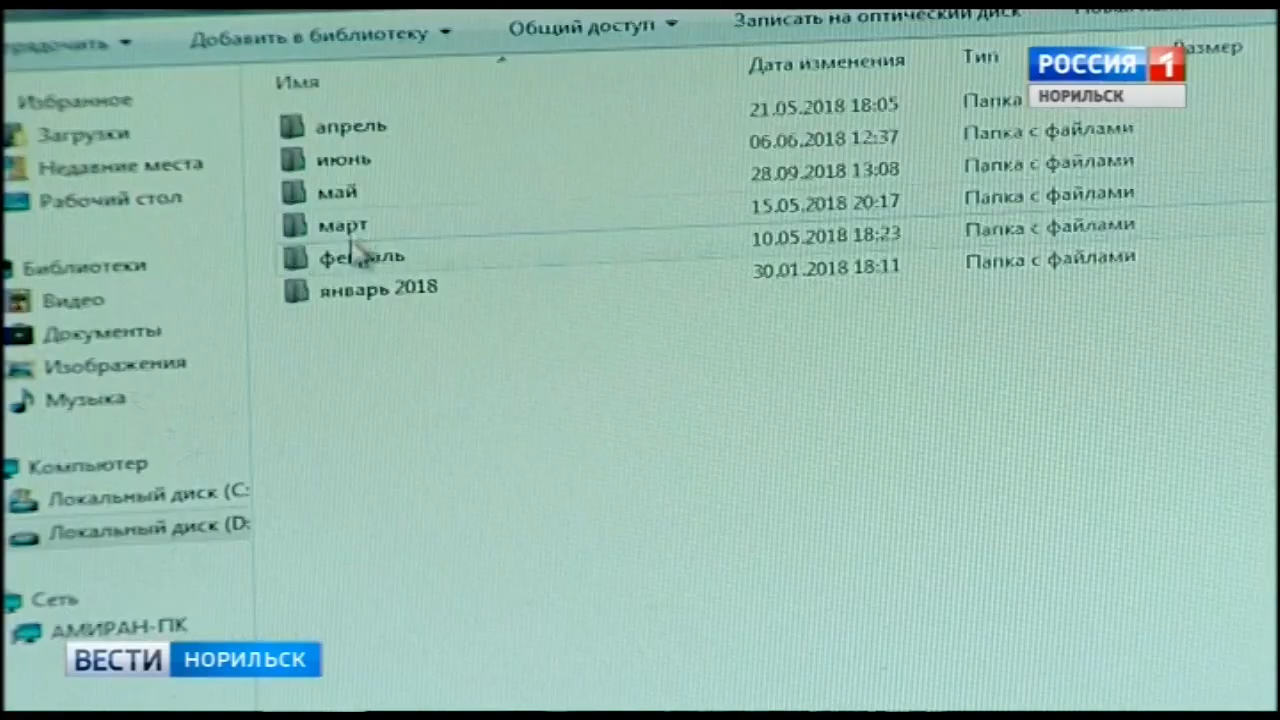 Добавить в библиотеку Общий доступ Записать на оптический диск
Имя Дата изменения Тип Размер
РОССИЯ 1
НОРИЛЬСК
Избранное
Загрузки
Недавние места
Рабочий стол
Библиотеки
Видео
Документы
Изображения
Музыка
Компьютер
Локальный диск (C:
Локальный диск (D:
Сеть
АМИРАН-ПК
апрель 21.05.2018 18:05 Папка
июнь 06.06.2018 12:37 Папка с файлами
май 28.09.2018 13:08 Папка с файлами
март 15.05.2018 20:17 Папка с файлами
февраль 10.05.2018 18:23 Папка с файлами
январь 2018 30.01.2018 18:11 Папка с файлами
ВЕСТИ НОРИЛЬСК